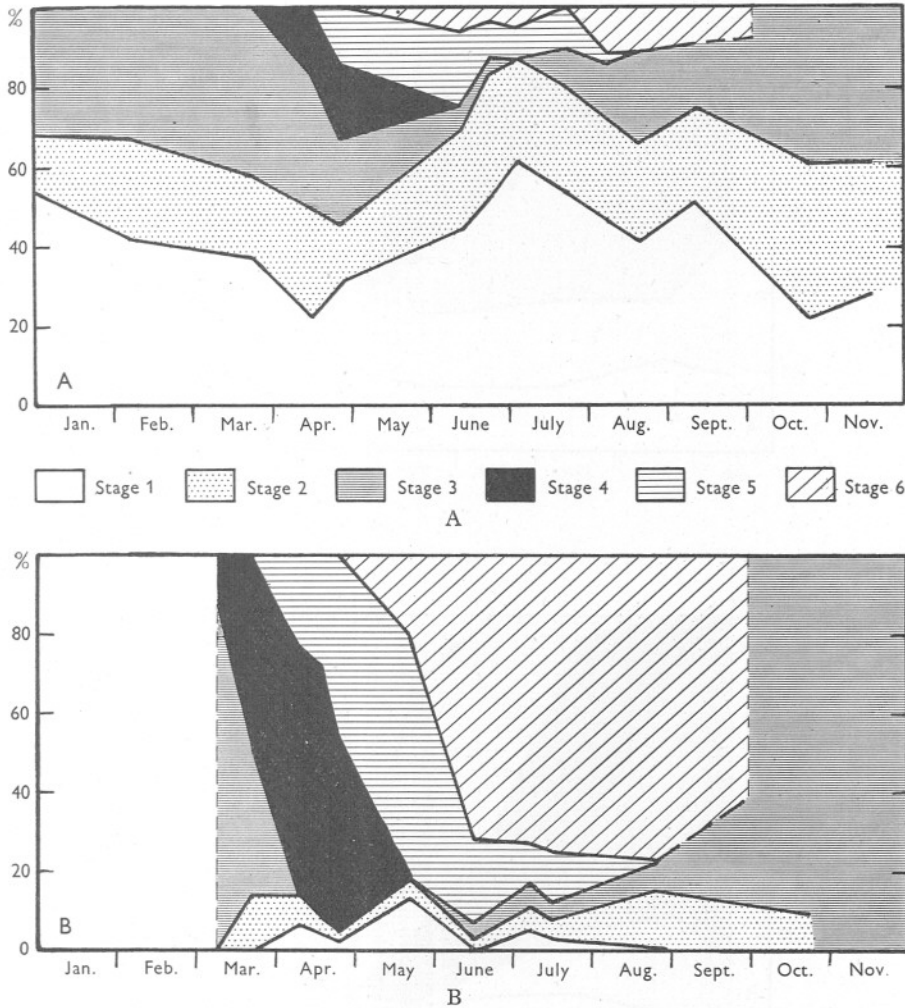 %
80
60
40
20
0
A
Jan. Feb. Mar. Apr. May June July Aug. Sept. Oct. Nov.
Stage 1 Stage 2 Stage 3 Stage 4 Stage 5 Stage 6
A
%
80
60
40
20
0
B
Jan. Feb. Mar. Apr. May June July Aug. Sept. Oct. Nov.
B